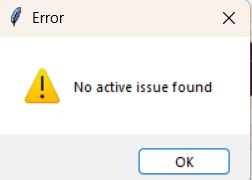 Error
No active issue found
OK